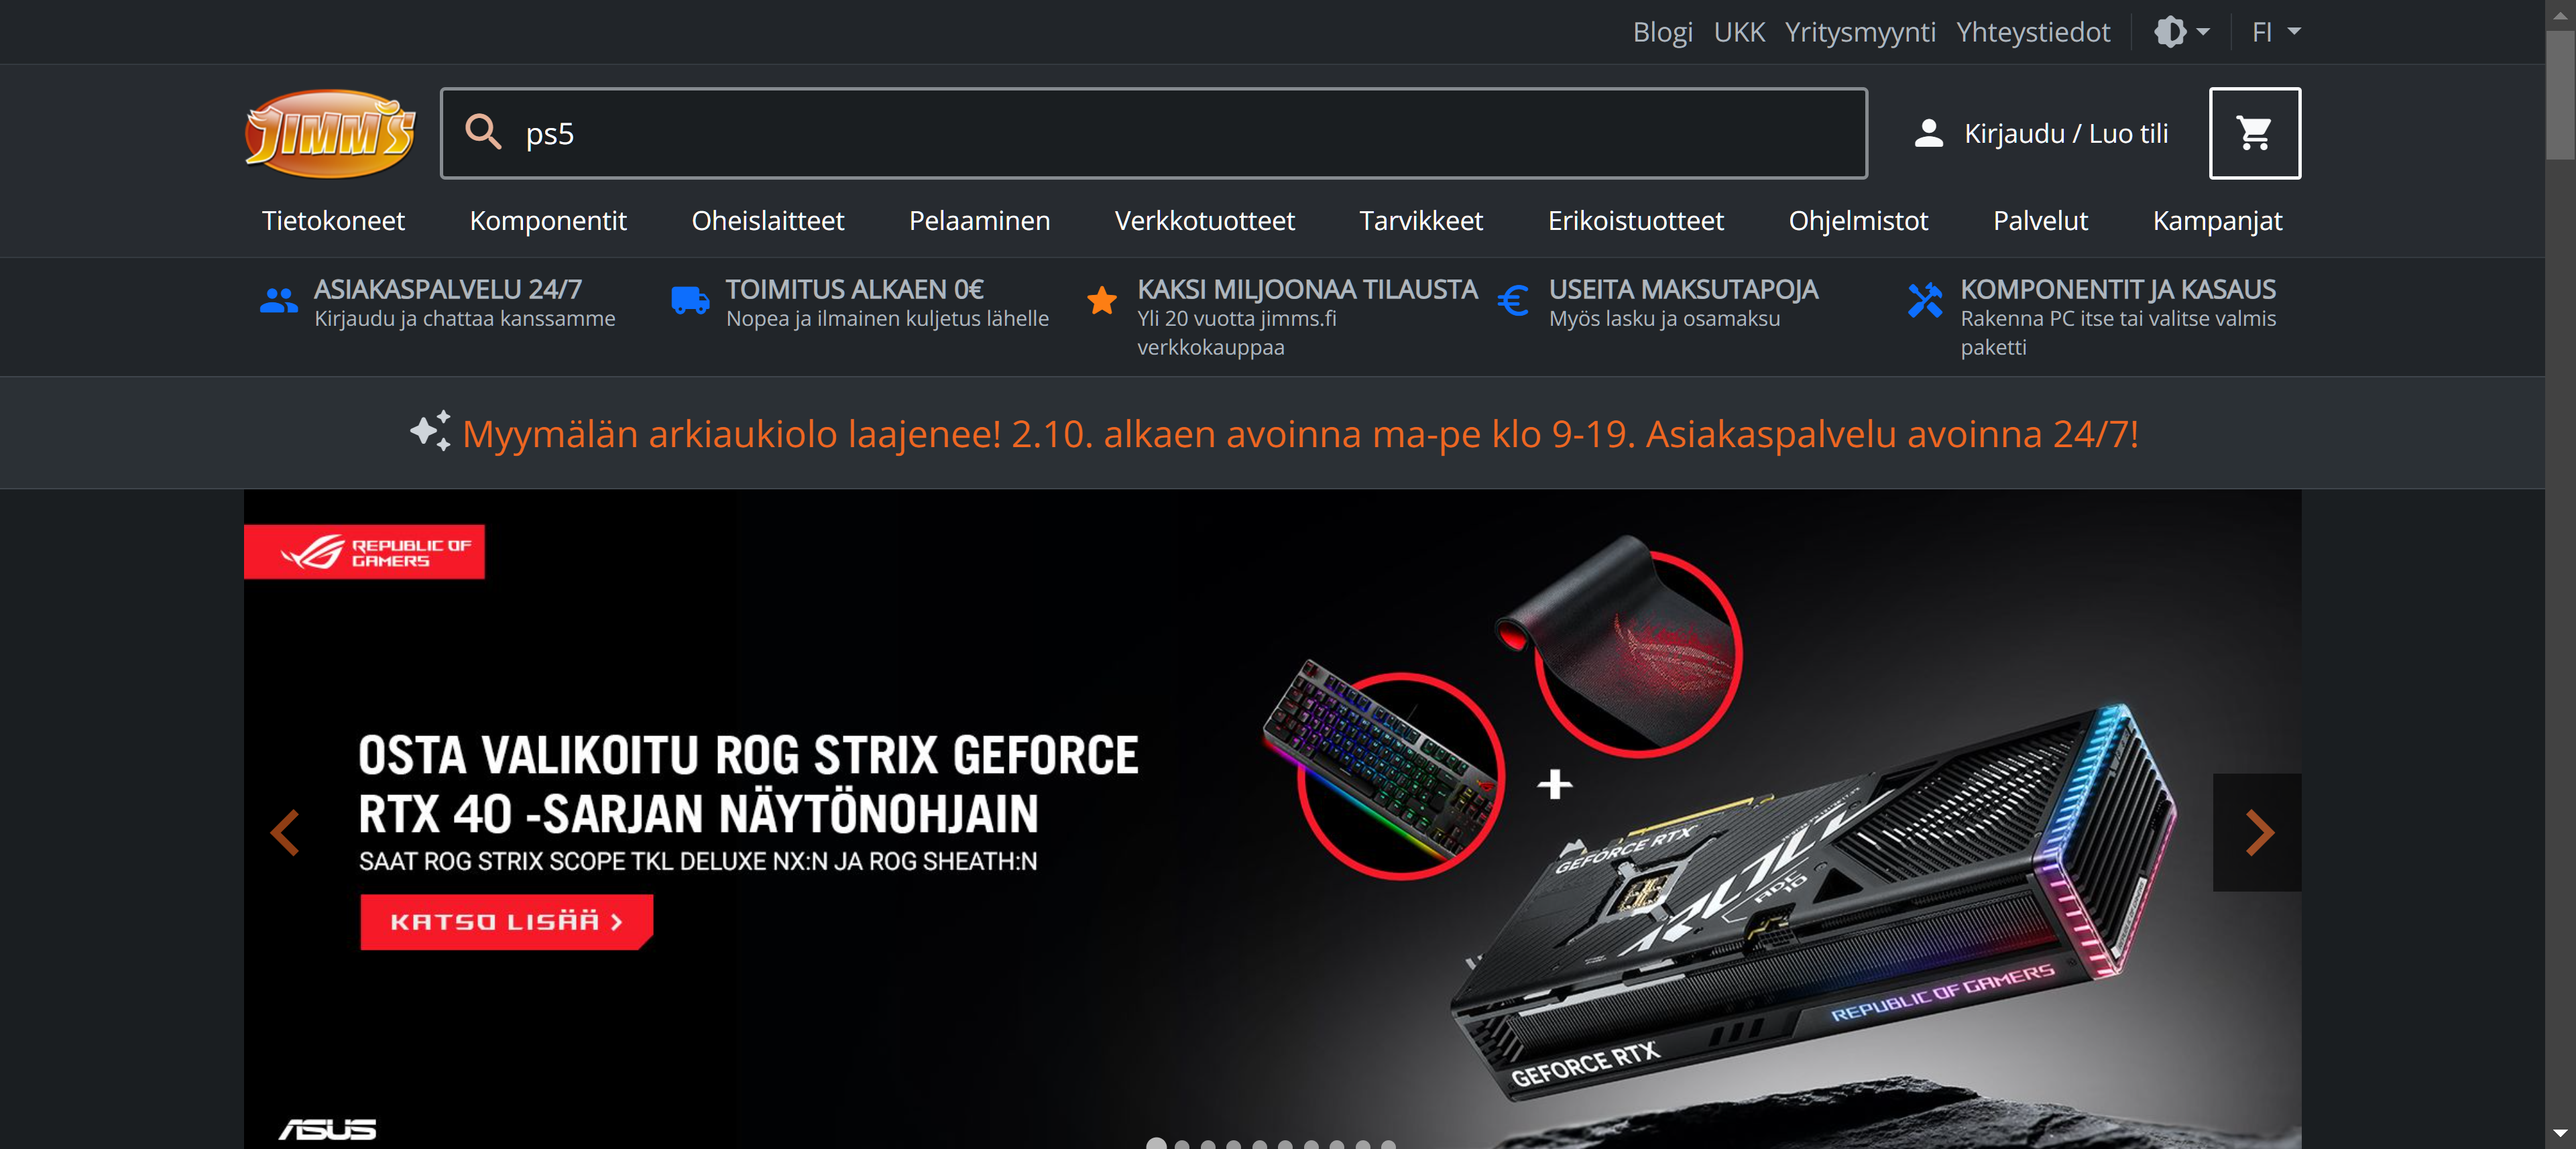 Blogi UKK Yritysmyynti Yhteystiedot FI
JIMM'S
ps5
Kirjaudu / Luo tili
Tietokoneet Komponentit Oheislaitteet Pelaaminen Verkkotuotteet Tarvikkeet Erikoistuotteet Ohjelmistot Palvelut Kampanjat
ASIAKASPALVELU 24/7
Kirjaudu ja chattaa kanssamme
TOIMITUS ALKAEN 0€
Nopea ja ilmainen kuljetus lähelle
KAKSI MILJOONAA TILAUSTA
Yli 20 vuotta jimms.fi
verkkokauppaa
USEITA MAKSUTAPOJA
Myös lasku ja osamaksu
KOMPONENTIT JA KASAUS
Rakenna PC itse tai valitse valmis
paketti
Myymälän arkiaukiolo laajenee! 2.10. alkaen avoinna ma-pe klo 9-19. Asiakaspalvelu avoinna 24/7!
REPUBLIC OF
GAMERS
OSTA VALIKOITU ROG STRIX GEFORCE
RTX 40 -SARJAN NÄYTÖNOHJAIN
SAAT ROG STRIX SCOPE TKL DELUXE NX:N JA ROG SHEATH:N
KATSO LISÄÄ >
GEFORCE RTX
REPUBLIC OF GAMERS
GEFORCE RTX
ASUS